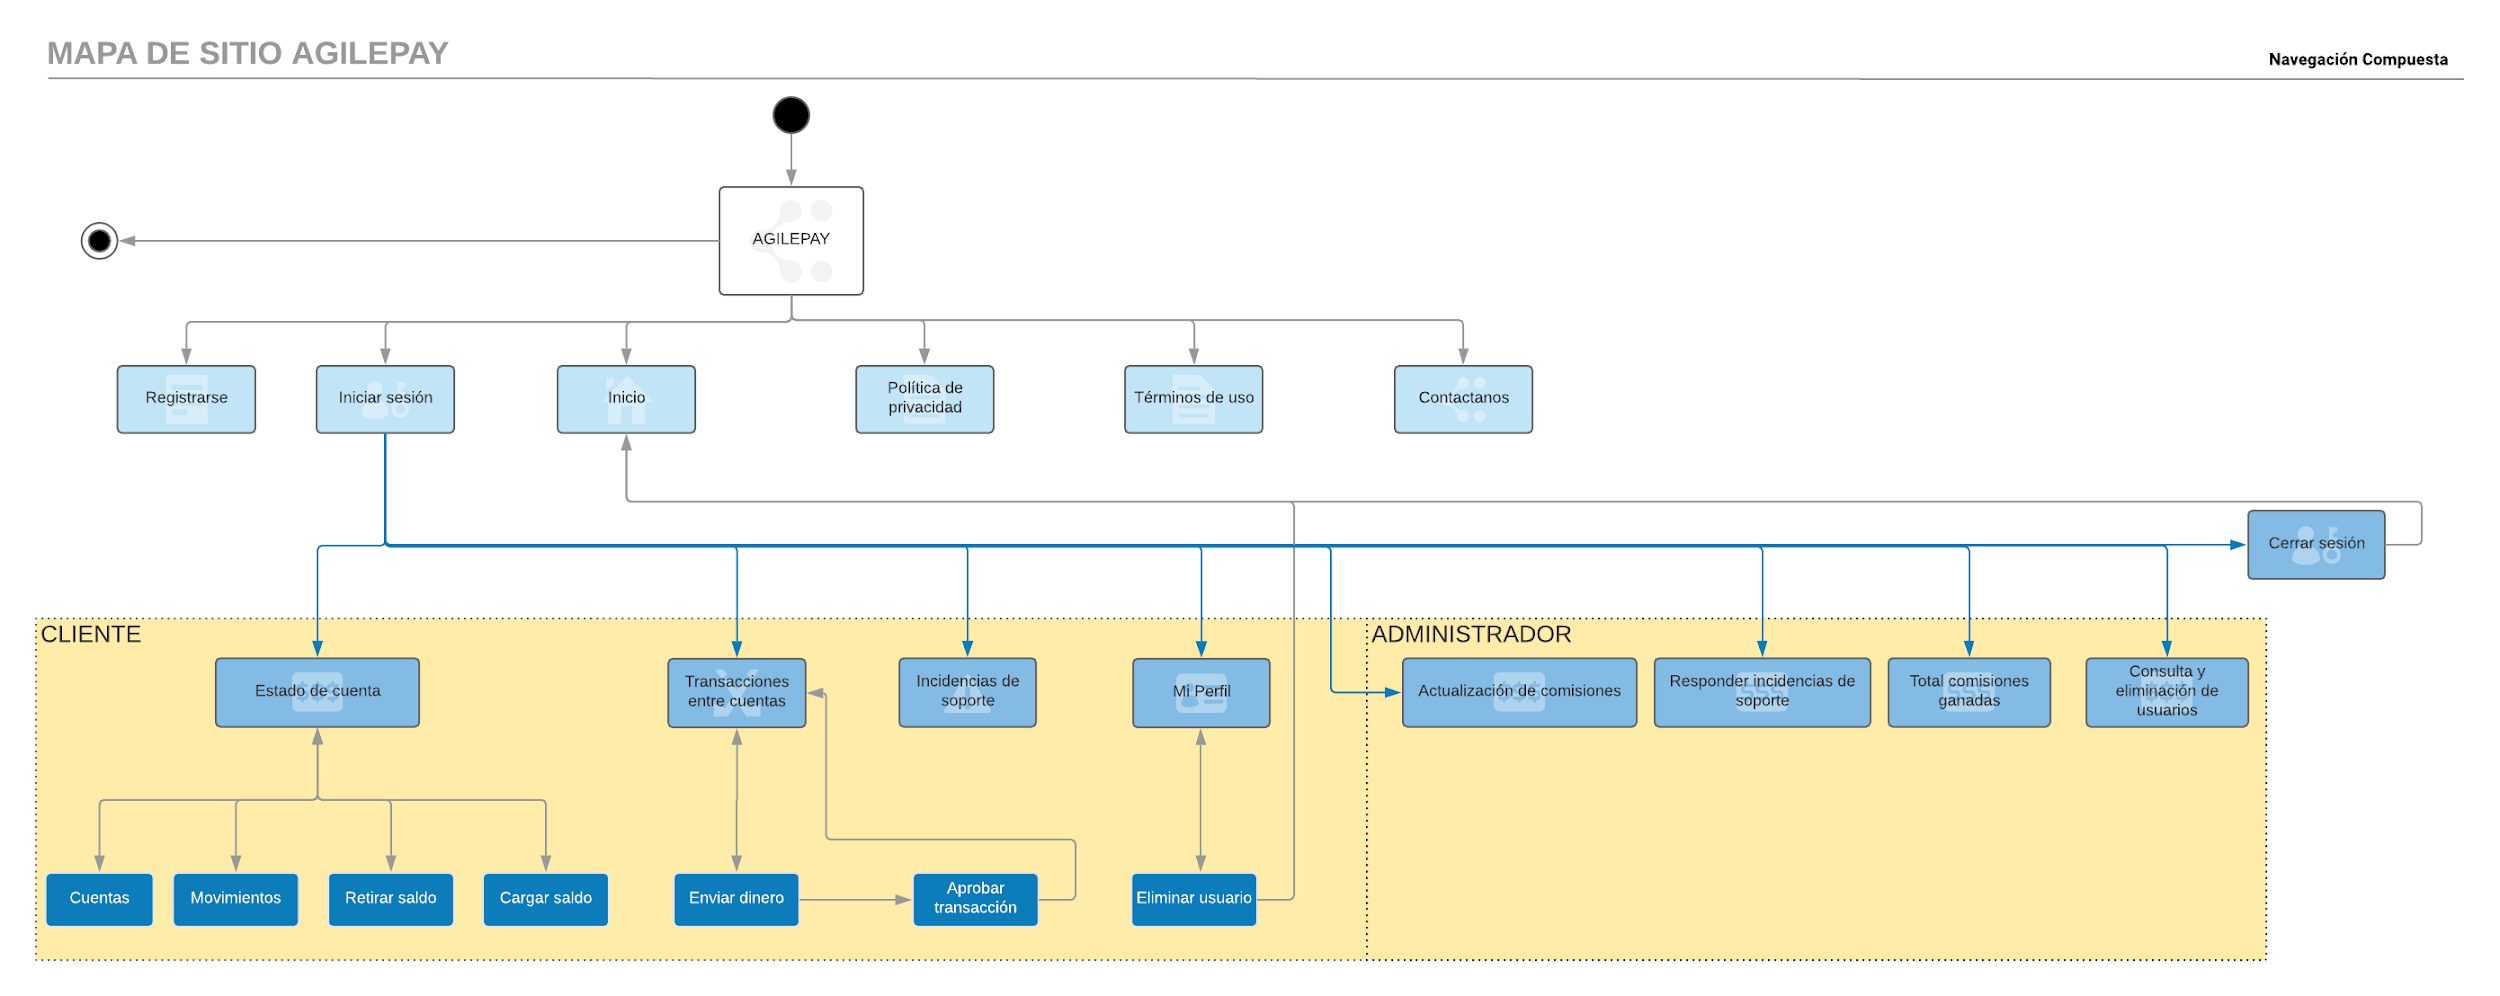 MAPA DE SITIO AGILEPAY
Navegación Compuesta
AGILEPAY
Registrarse
Iniciar sesión
Inicio
Política de
privacidad
Términos de uso
Contactanos
Cerrar sesión
CLIENTE
ADMINISTRADOR
Estado de cuenta
Transacciones
entre cuentas
Incidencias de
soporte
Mi Perfil
Actualización de comisiones
Responder incidencias de
soporte
Total comisiones
ganadas
Consulta y
eliminación de
usuarios
Cuentas
Movimientos
Retirar saldo
Cargar saldo
Enviar dinero
Aprobar
transacción
Eliminar usuario